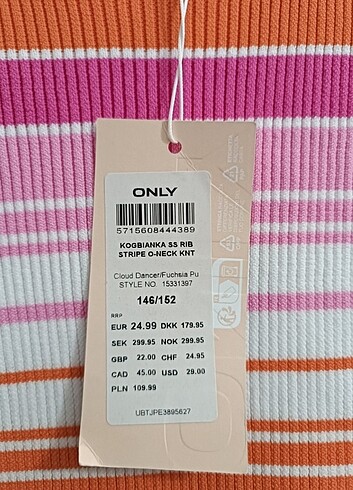 ONLY
5715608444389
KOGBIANKA SS RIB
STRIPE O-NECK KNT
Cloud Dancer/Fuchsia Pu
STYLE NO. 15331397
146/152
RRP
EUR 24.99 DKK 179.95
SEK 299.95 NOK 299.95
GBP 22.00 CHF 24.95
CAD 45.00 USD 29.00
PLN 109.99
UBTJPE3895627